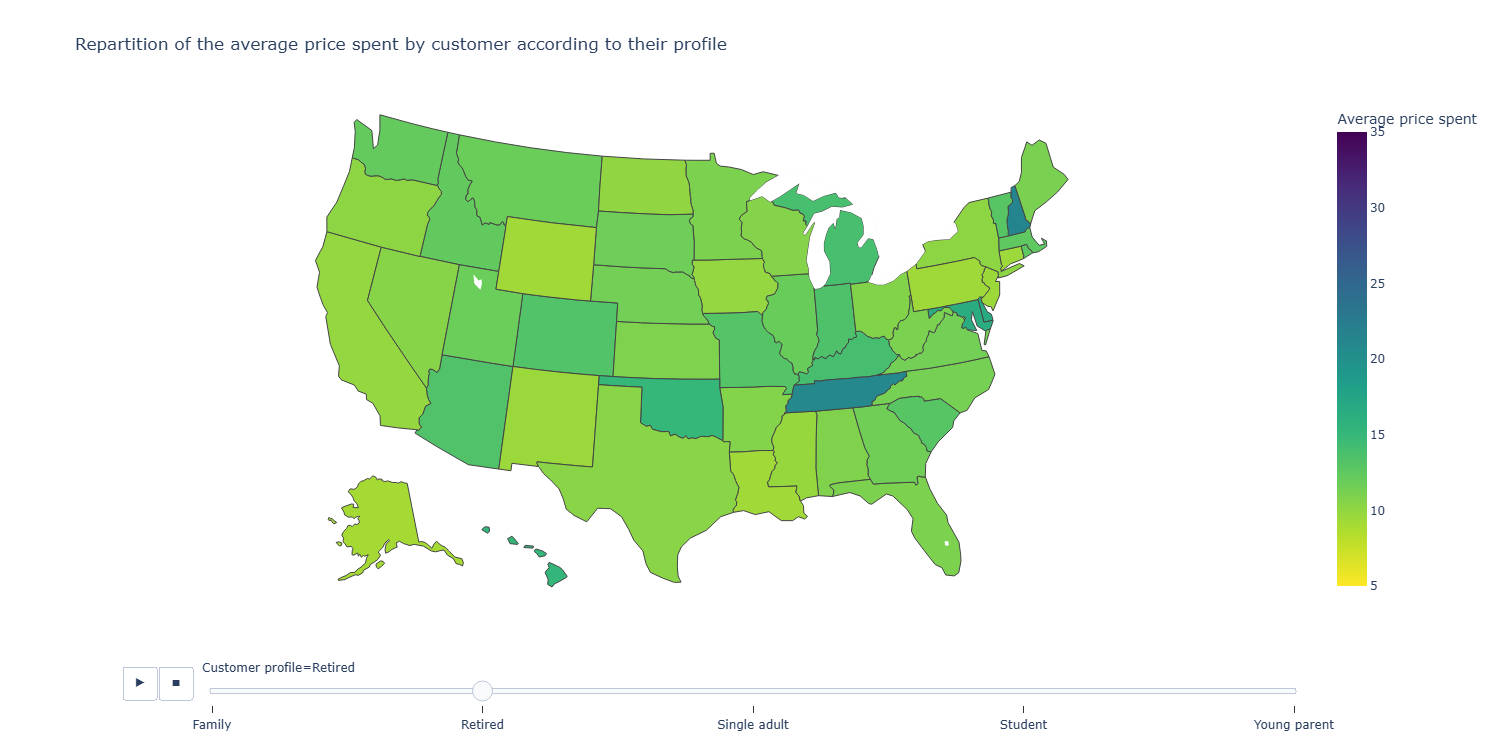 Repartition of the average price spent by customer according to their profile
Average price spent
35
30
25
20
15
10
5
Customer profile=Retired
Family
Retired
Single adult
Student
Young parent